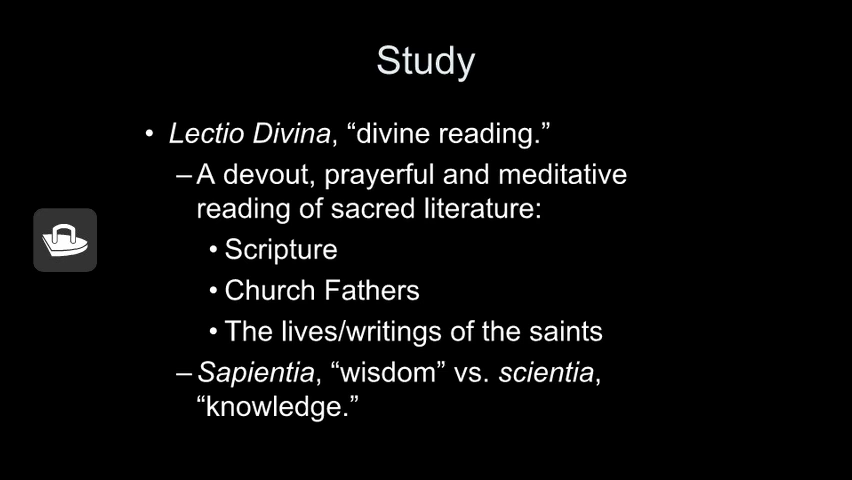 Study
• Lectio Divina, “divine reading.”
– A devout, prayerful and meditative
reading of sacred literature:
• Scripture
• Church Fathers
• The lives/writings of the saints
– Sapientia, “wisdom” vs. scientia,
“knowledge.”